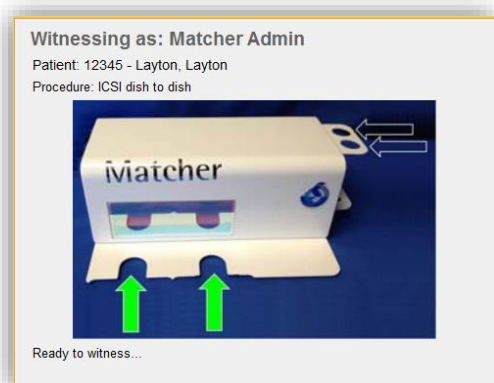 Witnessing as: Matcher Admin
Patient: 12345 - Layton, Layton
Procedure: ICSI dish to dish
Matcher
Ready to witness...